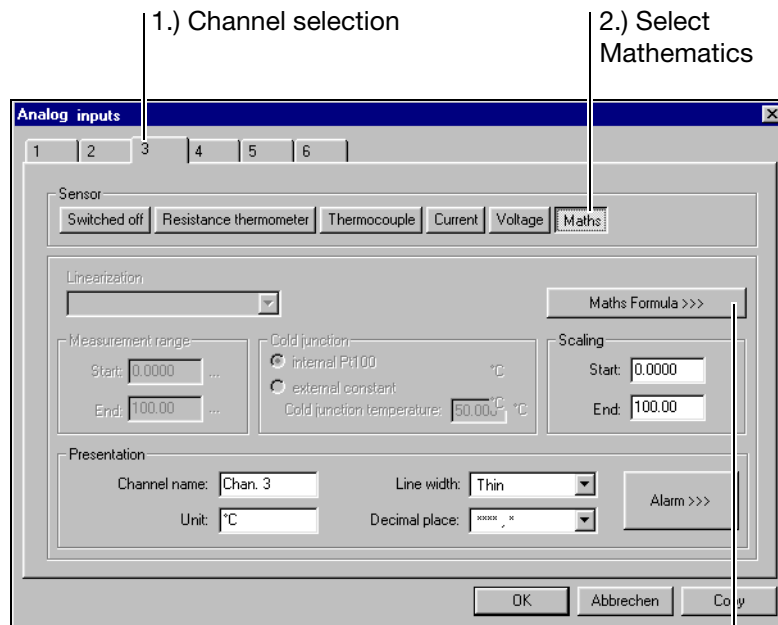 1.) Channel selection
2.) Select
Mathematics
Analog inputs
1 2 3 4 5 6
Sensor
Switched off Resistance thermometer Thermocouple Current Voltage Maths
Linearization
Maths Formula >>>
Measurement range
Start: 0.0000 ...
End: 100.00 ...
Cold junction
internal Pt100 °C
external constant °C
Cold junction temperature: 50.000 °C
Scaling
Start: 0.0000
End: 100.00
Presentation
Channel name: Chan. 3
Line width: Thin
Unit: °C
Decimal place: **** , *
Alarm >>>
OK Abbrechen Copy